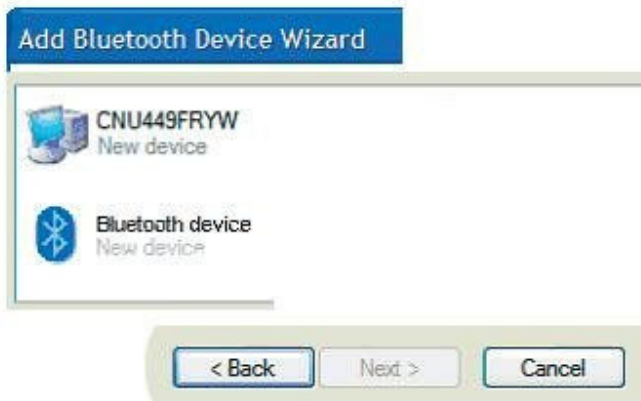 Add Bluetooth Device Wizard
CNU449FRYW
New device
Bluetooth device
New device
< Back Next > Cancel